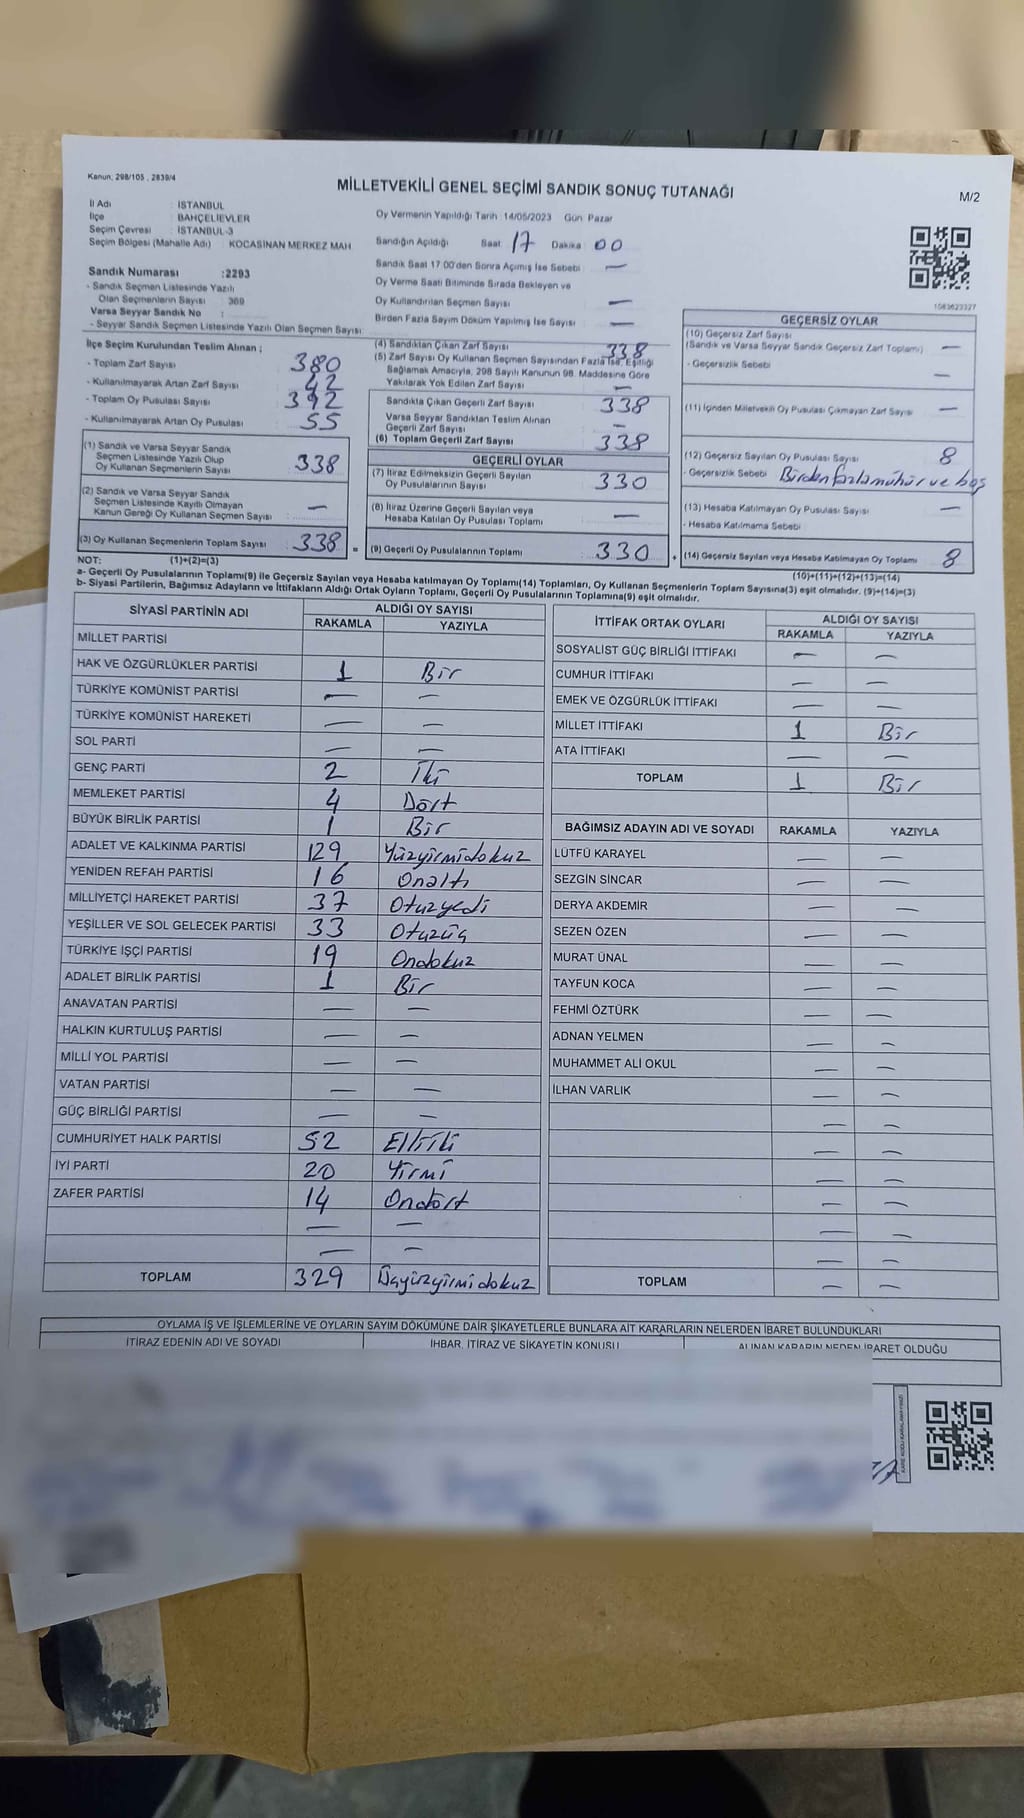 Kanun, 298/105 , 2839/4
MİLLETVEKİLİ GENEL SEÇİMİ SANDIK SONUÇ TUTANAĞI
M/2
İl Adı : İSTANBUL
İlçe : BAHÇELİEVLER
Seçim Çevresi : İSTANBUL-3
Seçim Bölgesi (Mahalle Adı) KOCASİNAN MERKEZ MAH
Sandık Numarası :2293
- Sandık Seçmen Listesinde Yazılı
Olan Seçmenlerin Sayısı : 369
Varsa Seyyar Sandık No :
- Seyyar Sandık Seçmen Listesinde Yazılı Olan Seçmen Sayısı :
Oy Vermenin Yapıldığı Tarih :14/05/2023 Gün: Pazar
Sandığın Açıldığı Saat: 17 Dakika: 00
Sandık Saat 17:00'den Sonra Açımış İse Sebebi : —
Oy Verme Saati Bitiminde Sırada Bekleyen ve
Oy Kullandırılan Seçmen Sayısı : —
Birden Fazla Sayım Döküm Yapılmış İse Sayısı : —
1083623327
İlçe Seçim Kurulundan Teslim Alınan ;
- Toplam Zarf Sayısı : 380
- Kullanılmayarak Artan Zarf Sayısı : 42
- Toplam Oy Pusulası Sayısı : 392
- Kullanılmayarak Artan Oy Pusulası : 55
(1) Sandık ve Varsa Seyyar Sandık
Seçmen Listesinde Yazılı Olup
Oy Kullanan Seçmenlerin Sayısı 338
(2) Sandık ve Varsa Seyyar Sandık
Seçmen Listesinde Kayıtlı Olmayan
Kanun Gereği Oy Kullanan Seçmen Sayısı : —
(3) Oy Kullanan Seçmenlerin Toplam Sayısı 338 =
(4) Sandıktan Çıkan Zarf Sayısı : 338
(5) Zarf Sayısı Oy Kullanan Seçmen Sayısından Fazla İse, Eşitliği
Sağlamak Amacıyla, 298 Sayılı Kanunun 98. Maddesine Göre
Yakılarak Yok Edilen Zarf Sayısı : —
Sandıkta Çıkan Geçerli Zarf Sayısı : 338
Varsa Seyyar Sandıktan Teslim Alınan
Geçerli Zarf Sayısı : —
(6) Toplam Geçerli Zarf Sayısı : 338
GEÇERLİ OYLAR
(7) İtiraz Edilmeksizin Geçerli Sayılan
Oy Pusulalarının Sayısı : 330
(8) İtiraz Üzerine Geçerli Sayılan veya
Hesaba Katılan Oy Pusulası Toplamı : —
(9) Geçerli Oy Pusulalarının Toplamı : 330 +
GEÇERSİZ OYLAR
(10) Geçersiz Zarf Sayısı
(Sandık ve Varsa Seyyar Sandık Geçersiz Zarf Toplamı) : —
- Geçersizlik Sebebi : —
(11) İçinden Milletvekili Oy Pusulası Çıkmayan Zarf Sayısı : —
(12) Geçersiz Sayılan Oy Pusulası Sayısı : 8
- Geçersizlik Sebebi : Birden fazla mühür ve boş
(13) Hesaba Katılmayan Oy Pusulası Sayısı : —
- Hesaba Katılmama Sebebi :
(14) Geçersiz Sayılan veya Hesaba Katılmayan Oy Toplamı : 8
NOT: (1)+(2)=(3)
(10)+(11)+(12)+(13)=(14)
a- Geçerli Oy Pusulalarının Toplamı(9) ile Geçersiz Sayılan veya Hesaba katılmayan Oy Toplamı(14) Toplamları, Oy Kullanan Seçmenlerin Toplam Sayısına(3) eşit olmalıdır. (9)+(14)=(3)
b- Siyasi Partilerin, Bağımsız Adayların ve İttifakların Aldığı Ortak Oyların Toplamı, Geçerli Oy Pusulalarının Toplamına(9) eşit olmalıdır.
SİYASİ PARTİNİN ADI ALDIĞI OY SAYISI
RAKAMLA YAZIYLA
MİLLET PARTİSİ
HAK VE ÖZGÜRLÜKLER PARTİSİ 1 Bir
TÜRKİYE KOMÜNİST PARTİSİ — —
TÜRKİYE KOMÜNİST HAREKETİ — —
SOL PARTİ — —
GENÇ PARTİ 2 İki
MEMLEKET PARTİSİ 4 Dört
BÜYÜK BİRLİK PARTİSİ 1 Bir
ADALET VE KALKINMA PARTİSİ 129 Yüzyirmidokuz
YENİDEN REFAH PARTİSİ 16 Onaltı
MİLLİYETÇİ HAREKET PARTİSİ 37 Otuzyedi
YEŞİLLER VE SOL GELECEK PARTİSİ 33 Otuzüç
TÜRKİYE İŞÇİ PARTİSİ 19 Ondokuz
ADALET BİRLİK PARTİSİ 1 Bir
ANAVATAN PARTİSİ — —
HALKIN KURTULUŞ PARTİSİ — —
MİLLİ YOL PARTİSİ — —
VATAN PARTİSİ — —
GÜÇ BİRLİĞİ PARTİSİ — —
CUMHURİYET HALK PARTİSİ 52 Elliiki
İYİ PARTİ 20 Yirmi
ZAFER PARTİSİ 14 Ondört
— —
— —
TOPLAM 329 Üçyüzyirmidokuz
İTTİFAK ORTAK OYLARI ALDIĞI OY SAYISI
RAKAMLA YAZIYLA
SOSYALİST GÜÇ BİRLİĞİ İTTİFAKI — —
CUMHUR İTTİFAKI — —
EMEK VE ÖZGÜRLÜK İTTİFAKI — —
MİLLET İTTİFAKI 1 Bir
ATA İTTİFAKI — —
TOPLAM 1 Bir
BAĞIMSIZ ADAYIN ADI VE SOYADI RAKAMLA YAZIYLA
LÜTFÜ KARAYEL — —
SEZGİN SİNCAR — —
DERYA AKDEMİR — —
SEZEN ÖZEN — —
MURAT ÜNAL — —
TAYFUN KOCA — —
FEHMİ ÖZTÜRK — —
ADNAN YELMEN — —
MUHAMMET ALİ OKUL — —
İLHAN VARLIK — —
— —
— —
— —
— —
— —
— —
TOPLAM — —
OYLAMA İŞ VE İŞLEMLERİNE VE OYLARIN SAYIM DÖKÜMÜNE DAİR ŞİKAYETLERLE BUNLARA AİT KARARLARIN NELERDEN İBARET BULUNDUKLARI
İTİRAZ EDENİN ADI VE SOYADI İHBAR, İTİRAZ VE ŞİKAYETİN KONUSU ALINAN KARARIN NEDEN İBARET OLDUĞU